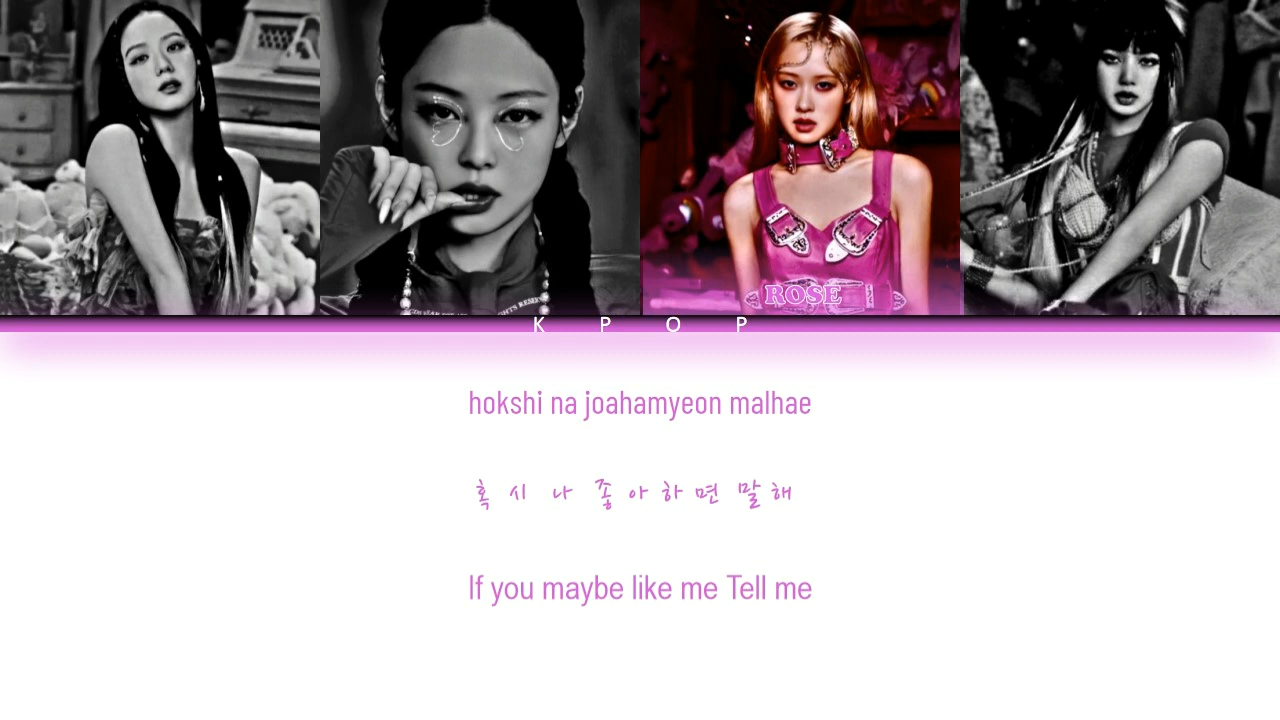 ROSE
K P O P
hokshi na joahamyeon malhae
혹시 나 좋아하면 말해
If you maybe like me Tell me